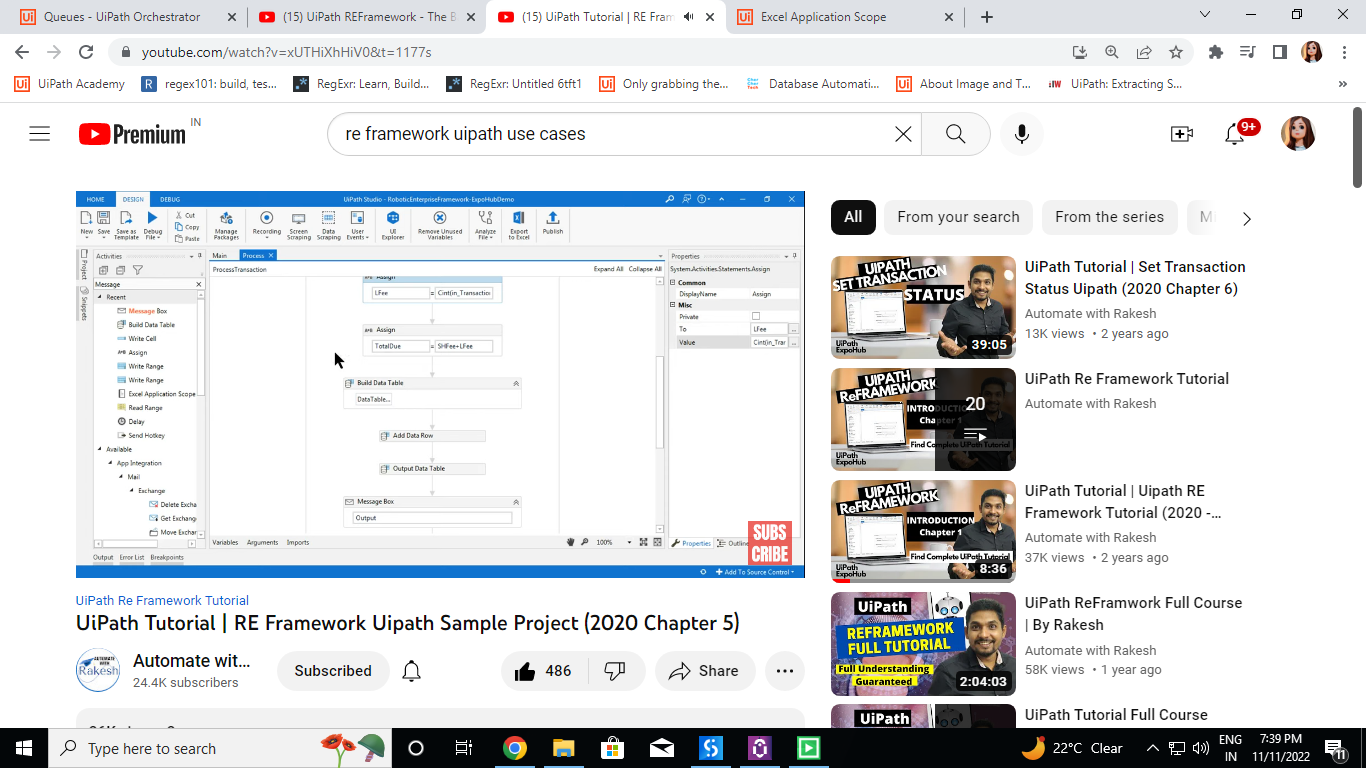 Queues - UiPath Orchestrator
(15) UiPath REFramework - The B
(15) UiPath Tutorial | RE Fram
Excel Application Scope
youtube.com/watch?v=xUTHiXhHiV0&t=1177s
UiPath Academy
regex101: build, tes...
RegExr: Learn, Build...
RegExr: Untitled 6tft1
Only grabbing the...
Database Automati...
About Image and T...
UiPath: Extracting S...
Premium IN
re framework uipath use cases
9+
HOME DESIGN DEBUG
UiPath Studio - RoboticEnterpriseFramework-ExpoHubDemo
New Save Save as Template Debug File
Cut
Copy
Paste
Manage Packages
Recording
Screen Scraping
Data Scraping
User Events
UI Explorer
Remove Unused Variables
Analyze File
Export to Excel
Publish
Project
Snippets
Activities
Message
Recent
Message Box
Build Data Table
Write Cell
Assign
Write Range
Write Range
Excel Application Scope
Read Range
Delay
Send Hotkey
Available
App Integration
Mail
Exchange
Delete Excha
Get Exchang
Move Exchar
Output Error List Breakpoints
Main Process
ProcessTransaction
Expand All Collapse All
Assign
LFee = Cint(in_Transaction
Assign
TotalDue = SHFee+LFee
Build Data Table
DataTable...
Add Data Row
Output Data Table
Message Box
Output
Variables Arguments Imports
100%
Properties
System.Activities.Statements.Assign
Common
DisplayName Assign
Misc
Private
To LFee ...
Value Cint(in_Trar ...
Properties Outline
Add To Source Control
SUBS
CRIBE
UiPath Re Framework Tutorial
UiPath Tutorial | RE Framework Uipath Sample Project (2020 Chapter 5)
AUTOMATE WITH
Rakesh
Automate wit...
24.4K subscribers
Subscribed
486
Share
All
From your search
From the series
UIPATH
SET TRANSACTION
STATUS
UiPath
ExpoHub
39:05
UiPath Tutorial | Set Transaction
Status Uipath (2020 Chapter 6)
Automate with Rakesh
13K views • 2 years ago
UIPATH
ReFRAMEWORK
INTRODUCTION
Chapter 1
Find Complete UiPath Tutorial
UiPath
ExpoHub
20
UiPath Re Framework Tutorial
Automate with Rakesh
UIPATH
ReFRAMEWORK
INTRODUCTION
Chapter 1
Find Complete UiPath Tutorial
UiPath
ExpoHub
8:36
UiPath Tutorial | Uipath RE
Framework Tutorial (2020 -...
Automate with Rakesh
37K views • 2 years ago
UiPath
REFRAMEWORK
FULL TUTORIAL
Full Understanding
Guaranteed
2:04:03
UiPath ReFramwork Full Course
| By Rakesh
Automate with Rakesh
58K views • 1 year ago
UiPath
UiPath Tutorial Full Course
Type here to search
22°C Clear
ENG
IN
7:39 PM
11/11/2022
11